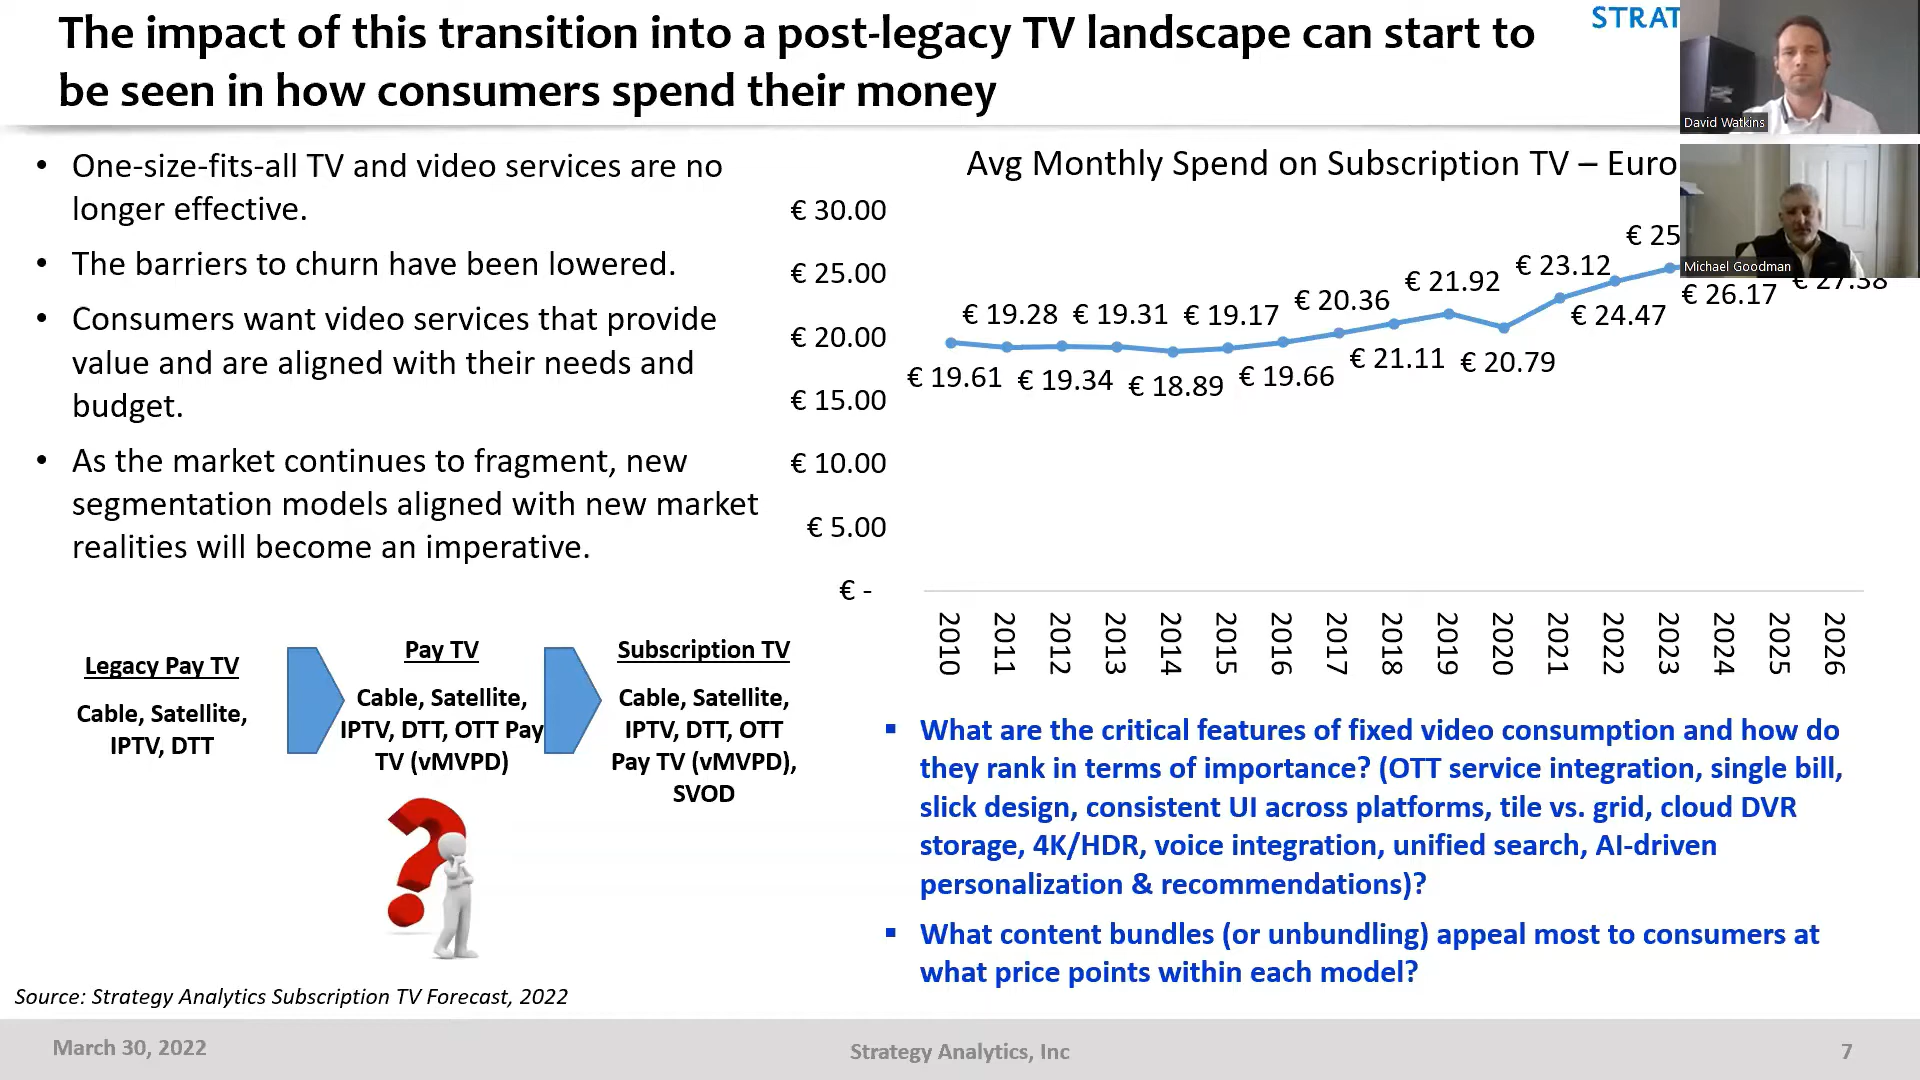 The impact of this transition into a post-legacy TV landscape can start to
be seen in how consumers spend their money
STRAT
David Watkins
Michael Goodman
• One-size-fits-all TV and video services are no
longer effective.
• The barriers to churn have been lowered.
• Consumers want video services that provide
value and are aligned with their needs and
budget.
• As the market continues to fragment, new
segmentation models aligned with new market
realities will become an imperative.
Legacy Pay TV
Cable, Satellite,
IPTV, DTT
Pay TV
Cable, Satellite,
IPTV, DTT, OTT Pay
TV (vMVPD)
Subscription TV
Cable, Satellite,
IPTV, DTT, OTT
Pay TV (vMVPD),
SVOD
Avg Monthly Spend on Subscription TV – Euro
€ 30.00
€ 25.00
€ 20.00
€ 15.00
€ 10.00
€ 5.00
€ -
€ 19.61
€ 19.28
€ 19.34
€ 19.31
€ 18.89
€ 19.17
€ 19.66
€ 20.36
€ 21.11
€ 21.92
€ 20.79
€ 23.12
€ 24.47
€ 25
€ 26.17
€ 27.38
2010
2011
2012
2013
2014
2015
2016
2017
2018
2019
2020
2021
2022
2023
2024
2025
2026
▪ What are the critical features of fixed video consumption and how do
they rank in terms of importance? (OTT service integration, single bill,
slick design, consistent UI across platforms, tile vs. grid, cloud DVR
storage, 4K/HDR, voice integration, unified search, AI-driven
personalization & recommendations)?
▪ What content bundles (or unbundling) appeal most to consumers at
what price points within each model?
Source: Strategy Analytics Subscription TV Forecast, 2022
March 30, 2022
Strategy Analytics, Inc
7